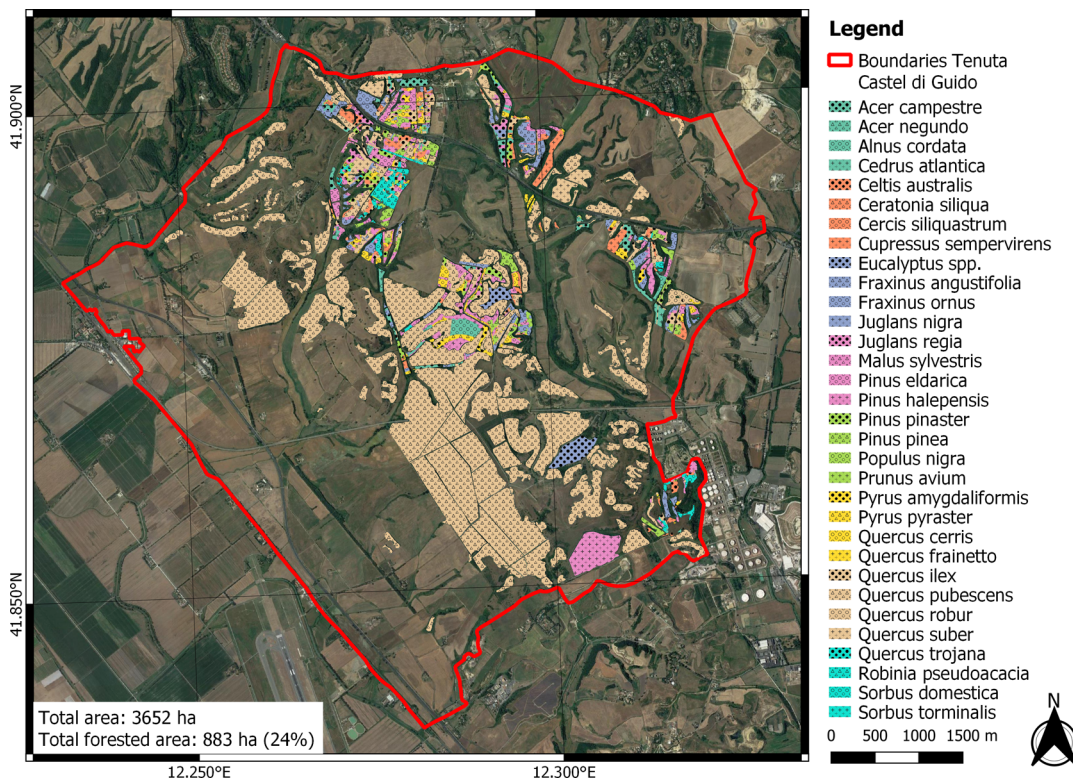 41.900°N
41.850°N
12.250°E
12.300°E
Total area: 3652 ha
Total forested area: 883 ha (24%)
Legend
Boundaries Tenuta
Castel di Guido
Acer campestre
Acer negundo
Alnus cordata
Cedrus atlantica
Celtis australis
Ceratonia siliqua
Cercis siliquastrum
Cupressus sempervirens
Eucalyptus spp.
Fraxinus angustifolia
Fraxinus ornus
Juglans nigra
Juglans regia
Malus sylvestris
Pinus eldarica
Pinus halepensis
Pinus pinaster
Pinus pinea
Populus nigra
Prunus avium
Pyrus amygdaliformis
Pyrus pyraster
Quercus cerris
Quercus frainetto
Quercus ilex
Quercus pubescens
Quercus robur
Quercus suber
Quercus trojana
Robinia pseudoacacia
Sorbus domestica
Sorbus torminalis
0 500 1000 1500 m
N